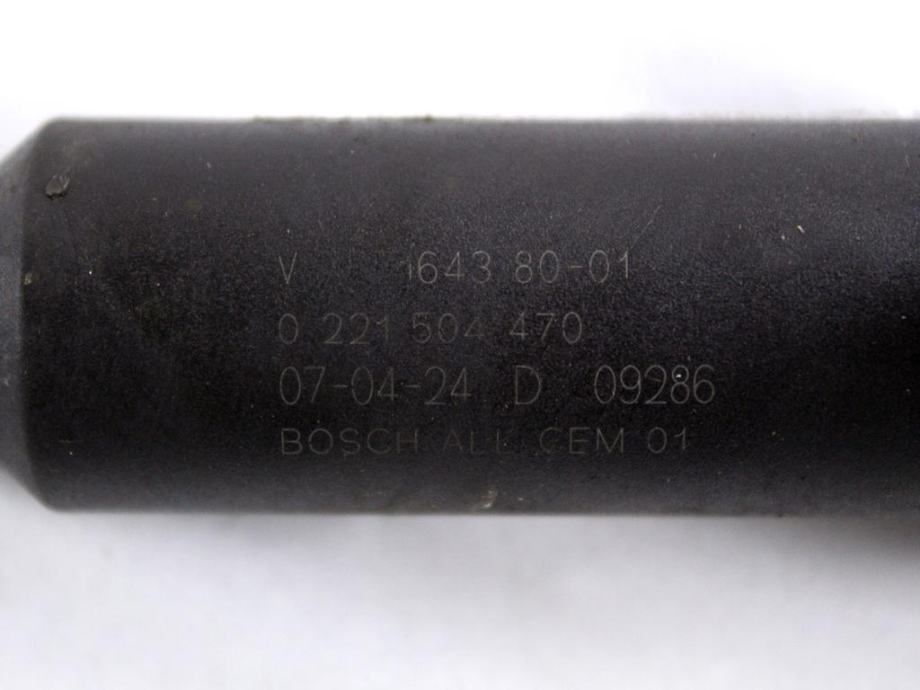 V 1643 80-01
0 221 504 470
07-04-24 D 09286
BOSCH ALL CEM 01